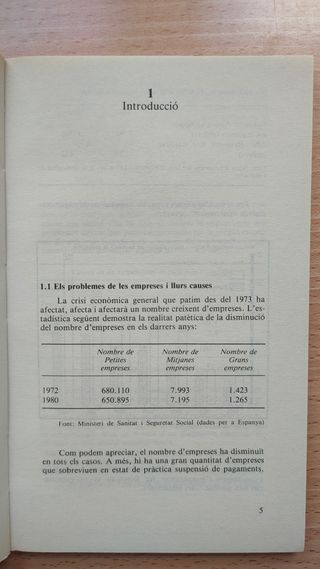 1
Introducció
1.1 Els problemes de les empreses i llurs causes
La crisi econòmica general que patim des del 1973 ha
afectat, afecta i afectarà un nombre creixent d'empreses. L'es-
tadística següent demostra la realitat patètica de la disminució
del nombre d'empreses en els darrers anys:
Nombre de Petites empreses Nombre de Mitjanes empreses Nombre de Grans empreses
1972 680.110 7.993 1.423
1980 650.895 7.195 1.265
Font: Ministeri de Sanitat i Seguretat Social (dades per a Espanya)
Com podem apreciar, el nombre d'empreses ha disminuït
en tots els casos. A més, hi ha una gran quantitat d'empreses
que sobreviuen en estat de pràctica suspensió de pagaments.
5